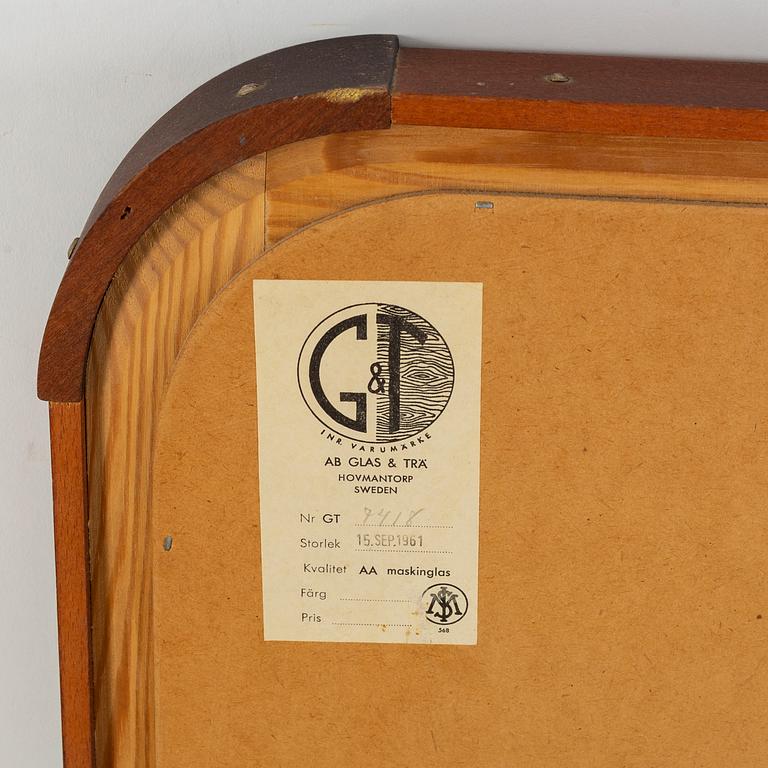 G&T
INR. VARUMÄRKE
AB GLAS & TRÄ
HOVMANTORP
SWEDEN
Nr GT 7418
Storlek 15.SEP.1961
Kvalitet AA maskinglas
Färg
Pris
568